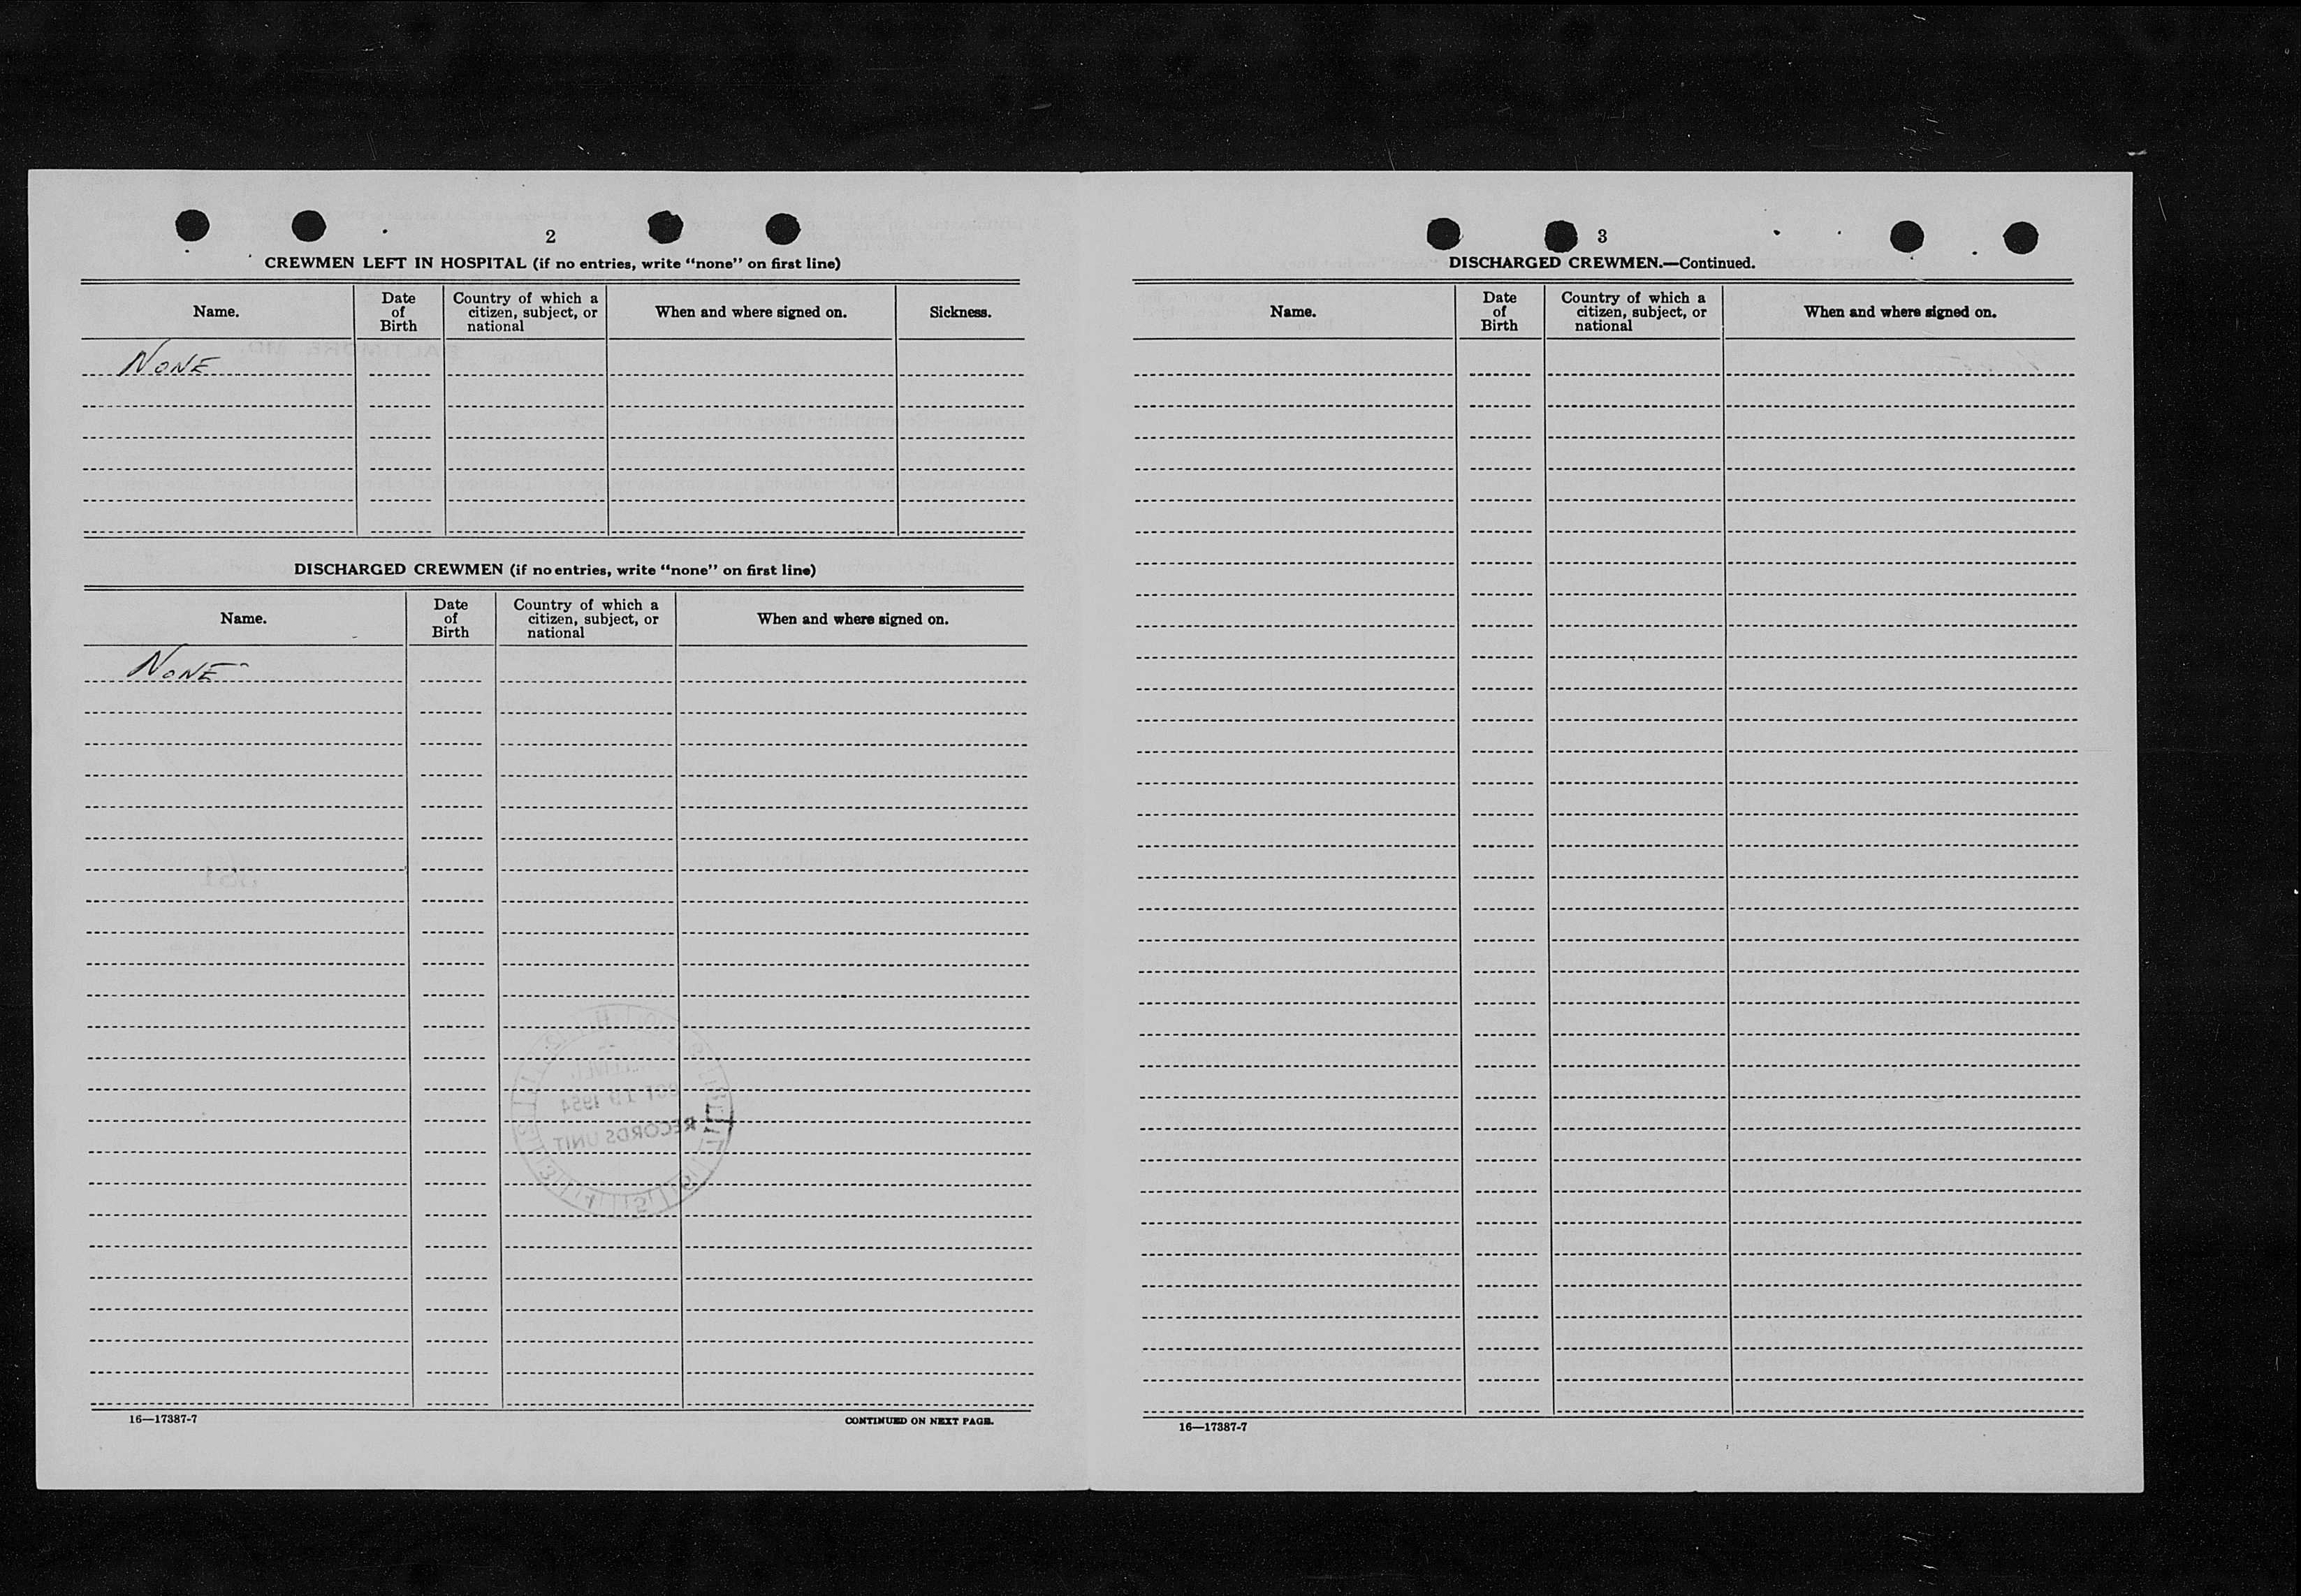 2
CREWMEN LEFT IN HOSPITAL (if no entries, write “none” on first line)
Name.
Date of Birth
Country of which a citizen, subject, or national
When and where signed on.
Sickness.
NONE
DISCHARGED CREWMEN (if no entries, write “none” on first line)
Name.
Date of Birth
Country of which a citizen, subject, or national
When and where signed on.
NONE
RECORDS UNIT
16—17387-7
CONTINUED ON NEXT PAGE.
3
DISCHARGED CREWMEN.—Continued.
Name.
Date of Birth
Country of which a citizen, subject, or national
When and where signed on.
16—17387-7